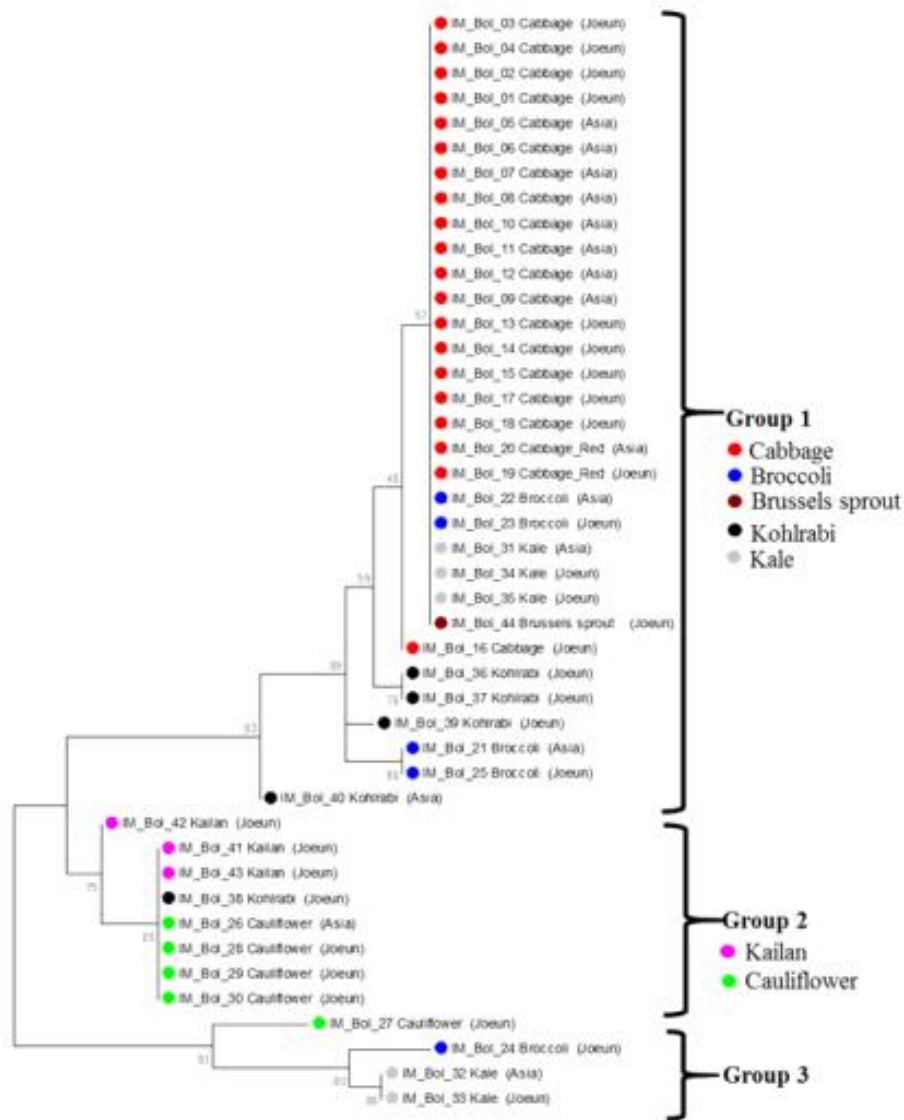 IM_Bol_03 Cabbage (Joeun)
IM_Bol_04 Cabbage (Joeun)
IM_Bol_02 Cabbage (Joeun)
IM_Bol_01 Cabbage (Joeun)
IM_Bol_05 Cabbage (Asia)
IM_Bol_06 Cabbage (Asia)
IM_Bol_07 Cabbage (Asia)
IM_Bol_08 Cabbage (Asia)
IM_Bol_10 Cabbage (Asia)
IM_Bol_11 Cabbage (Asia)
IM_Bol_12 Cabbage (Asia)
IM_Bol_09 Cabbage (Asia)
IM_Bol_13 Cabbage (Joeun)
IM_Bol_14 Cabbage (Joeun)
IM_Bol_15 Cabbage (Joeun)
IM_Bol_17 Cabbage (Joeun)
IM_Bol_18 Cabbage (Joeun)
IM_Bol_20 Cabbage_Red (Asia)
IM_Bol_19 Cabbage_Red (Joeun)
IM_Bol_22 Broccoli (Asia)
IM_Bol_23 Broccoli (Joeun)
IM_Bol_31 Kale (Asia)
IM_Bol_34 Kale (Joeun)
IM_Bol_35 Kale (Joeun)
IM_Bol_44 Brussels sprout (Joeun)
IM_Bol_16 Cabbage (Joeun)
IM_Bol_36 Kohlrabi (Joeun)
IM_Bol_37 Kohlrabi (Joeun)
IM_Bol_39 Kohlrabi (Joeun)
IM_Bol_21 Broccoli (Asia)
IM_Bol_25 Broccoli (Joeun)
IM_Bol_40 Kohlrabi (Asia)
Group 1
Cabbage
Broccoli
Brussels sprout
Kohlrabi
Kale
IM_Bol_42 Kailan (Joeun)
IM_Bol_41 Kailan (Joeun)
IM_Bol_43 Kailan (Joeun)
IM_Bol_38 Kohlrabi (Joeun)
IM_Bol_26 Cauliflower (Asia)
IM_Bol_28 Cauliflower (Joeun)
IM_Bol_29 Cauliflower (Joeun)
IM_Bol_30 Cauliflower (Joeun)
75
Group 2
Kailan
Cauliflower
IM_Bol_27 Cauliflower (Joeun)
IM_Bol_24 Broccoli (Joeun)
IM_Bol_32 Kale (Asia)
IM_Bol_33 Kale (Joeun)
Group 3